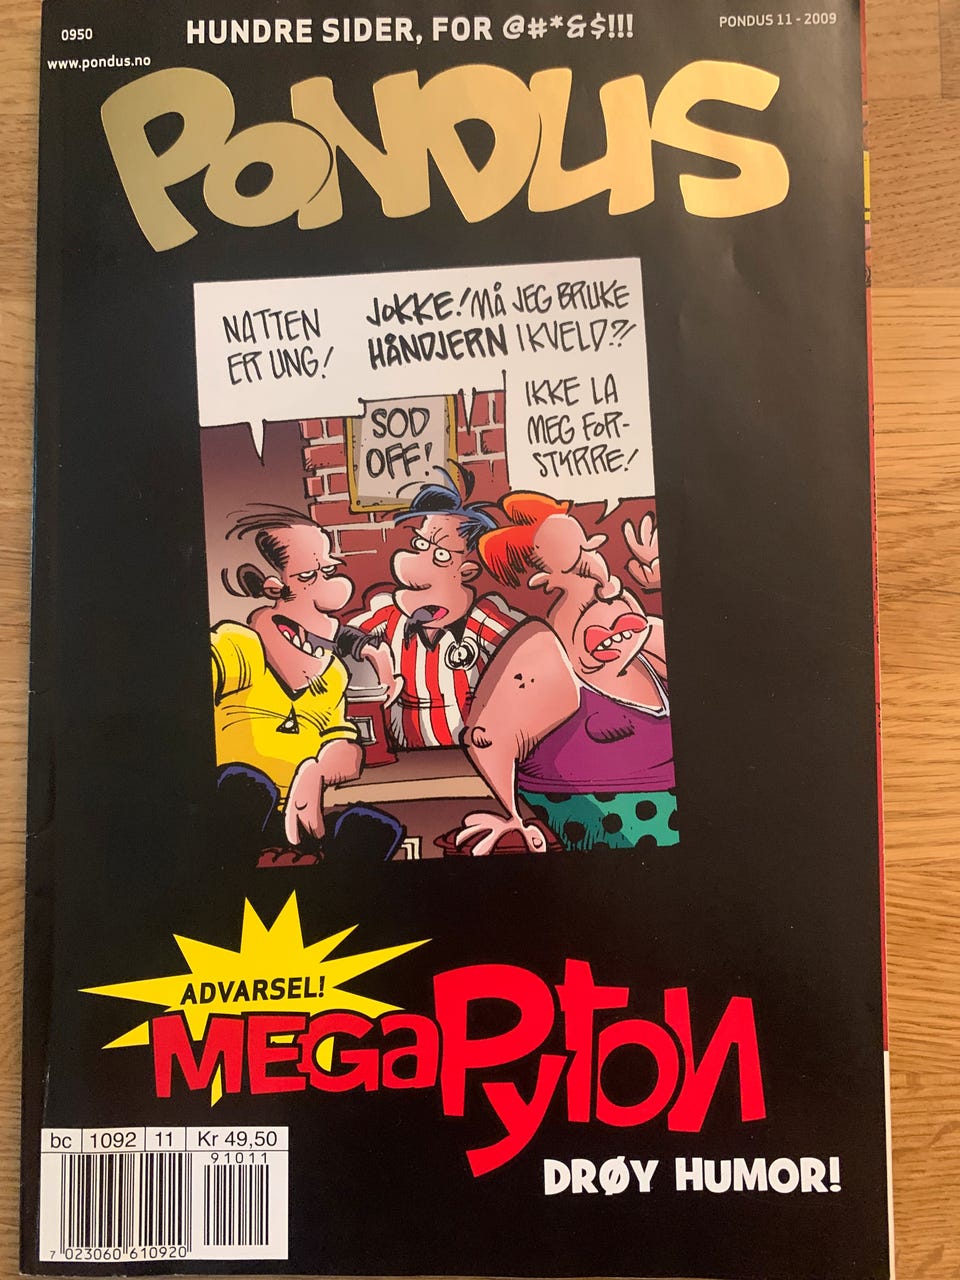 0950
HUNDRE SIDER, FOR @#*&$!!!
PONDUS 11 - 2009
www.pondus.no
PONDUS
NATTEN
ER UNG!
JOKKE! MÅ JEG BRUKE
HÅNDJERN I KVELD?!
IKKE LA
MEG FOR-
STYRRE!
SOD
OFF!
ADVARSEL!
MEGAPyton
DRØY HUMOR!
bc 1092 11 Kr 49,50
91011
7 023060 610920